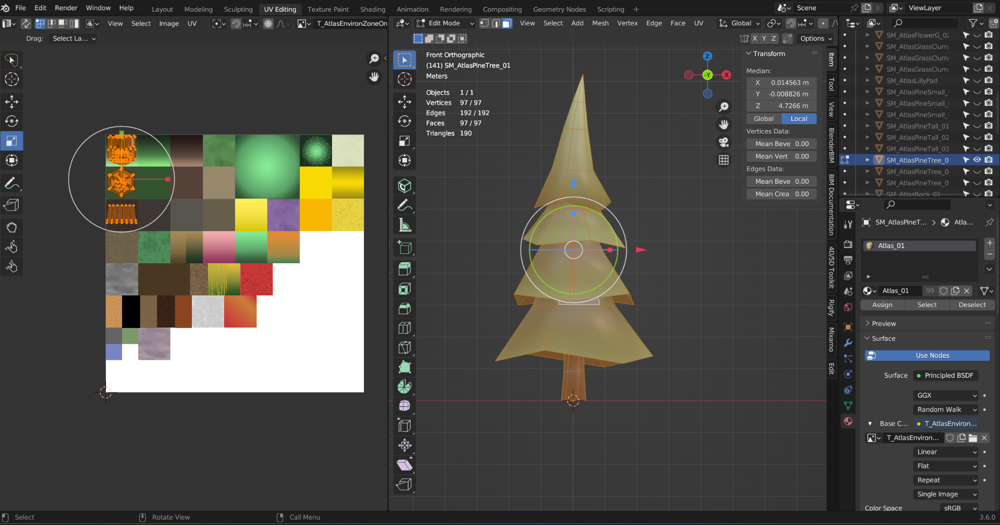 File Edit Render Window Help Layout Modeling Sculpting UV Editing Texture Paint Shading Animation Rendering Compositing Geometry Nodes Scripting + Scene ViewLayer
View Select Image UV T_AtlasEnvironZoneOn Edit Mode View Select Add Mesh Vertex Edge Face UV Global
Drag: Select La... X Y Z Options
Front Orthographic
(141) SM_AtlasPineTree_01
Meters
Objects 1 / 1
Vertices 97 / 97
Edges 192 / 192
Faces 97 / 97
Triangles 190
Z
-Y
X
Transform
Median:
X 0.014563 m
Y -0.008826 m
Z 4.7266 m
Global Local
Vertices Data:
Mean Beve 0.00
Mean Vert 0.00
Edges Data:
Mean Beve 0.00
Mean Crea 0.00
Item
Tool
View
BlenderBIM
BIM Documentation
4D/5D Toolkit
Rigify
Mixamo
Edit
SM_AtlasFlowerG_02
SM_AtlasGrassClum
SM_AtlasGrassClum
SM_AtlasGrassClum
SM_AtlasLillyPad
SM_AtlasPineSmall_
SM_AtlasPineSmall_
SM_AtlasPineSmall_
SM_AtlasPineTall_01
SM_AtlasPineTall_02
SM_AtlasPineTall_03
SM_AtlasPineTree_0
SM_AtlasPineTree_0
SM_AtlasPineTree_0
SM_AtlasRock_01
SM_AtlasPineT... Atla...
Atlas_01
Atlas_01 99
Assign Select Deselect
Preview
Surface
Use Nodes
Surface Principled BSDF
GGX
Random Walk
Base C... T_AtlasEnviron...
T_AtlasEnviron...
Linear
Flat
Repeat
Single Image
Color Space sRGB
Select Rotate View Call Menu 3.6.0